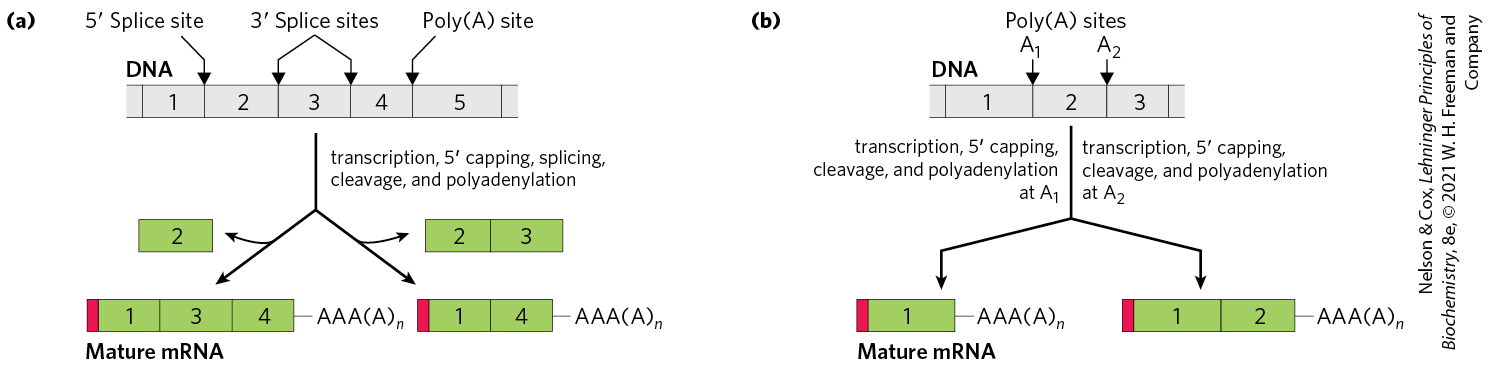 (a)
5′ Splice site
3′ Splice sites
Poly(A) site
DNA
1 2 3 4 5
transcription, 5′ capping, splicing,
cleavage, and polyadenylation
2
2 3
1 3 4 AAA(A)n
1 4 AAA(A)n
Mature mRNA
(b)
Poly(A) sites
A1 A2
DNA
1 2 3
transcription, 5′ capping,
cleavage, and polyadenylation
at A1
transcription, 5′ capping,
cleavage, and polyadenylation
at A2
1 AAA(A)n
1 2 AAA(A)n
Mature mRNA
Nelson & Cox, Lehninger Principles of
Biochemistry, 8e, © 2021 W. H. Freeman and
Company